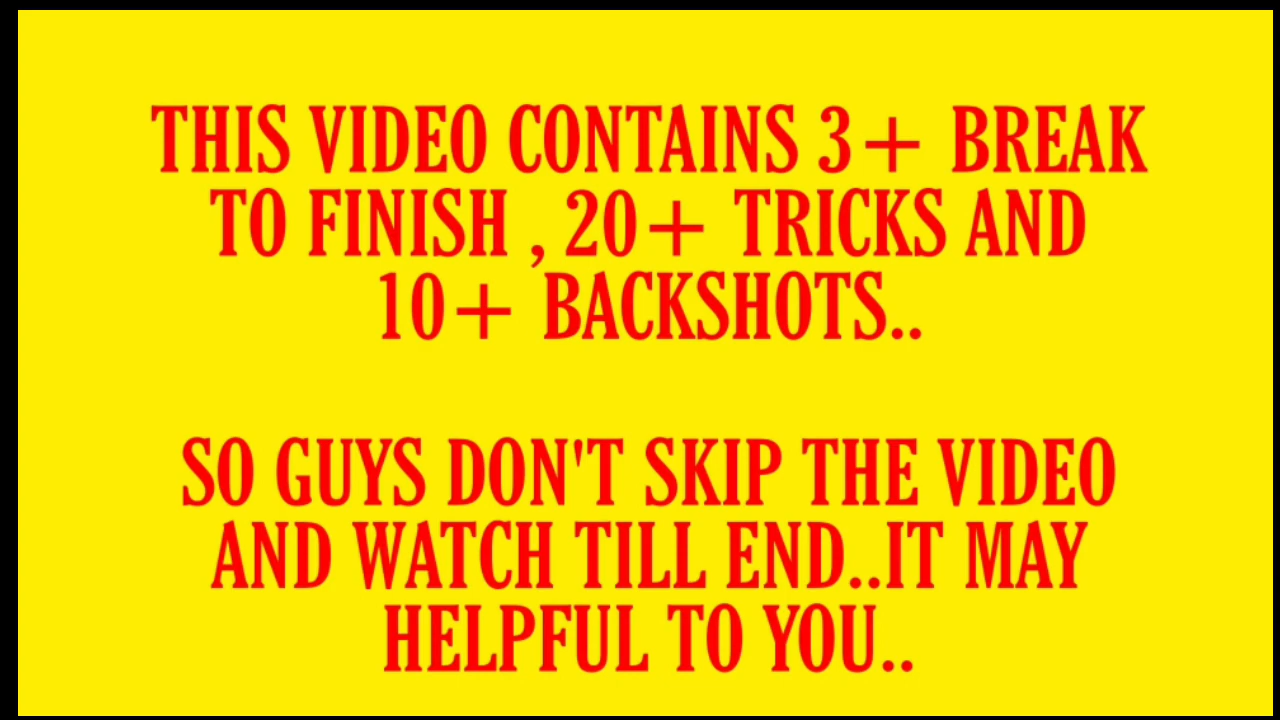 THIS VIDEO CONTAINS 3+ BREAK
TO FINISH , 20+ TRICKS AND
10+ BACKSHOTS..
SO GUYS DON'T SKIP THE VIDEO
AND WATCH TILL END..IT MAY
HELPFUL TO YOU..